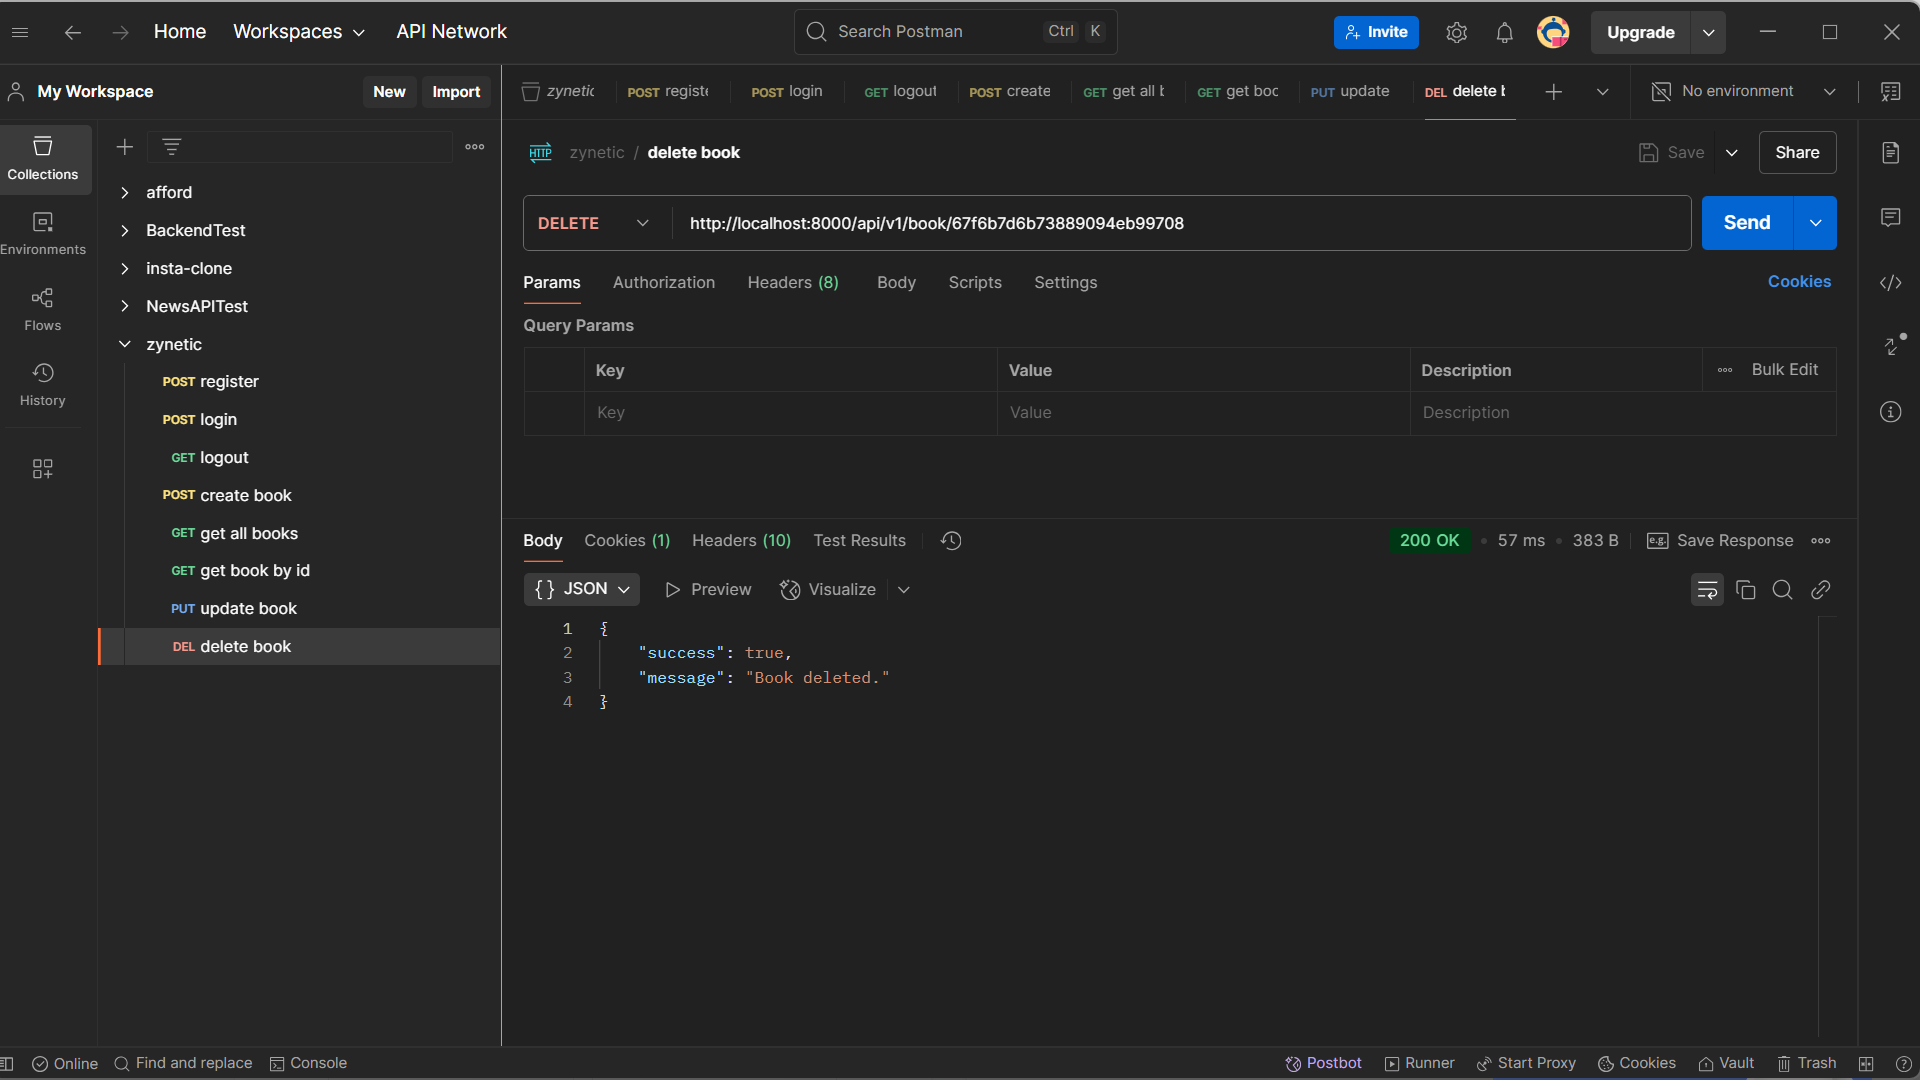 Home Workspaces API Network Search Postman Ctrl K Invite Upgrade
My Workspace New Import
zynetic POST registe POST login GET logout POST create GET get all b GET get boo PUT update DEL delete b No environment
Collections
Environments
Flows
History
afford
BackendTest
insta-clone
NewsAPITest
zynetic
POST register
POST login
GET logout
POST create book
GET get all books
GET get book by id
PUT update book
DEL delete book
HTTP zynetic / delete book Save Share
DELETE http://localhost:8000/api/v1/book/67f6b7d6b73889094eb99708 Send
Params Authorization Headers (8) Body Scripts Settings Cookies
Query Params
Key Value Description Bulk Edit
Key Value Description
Body Cookies (1) Headers (10) Test Results 200 OK 57 ms 383 B e.g. Save Response
{} JSON Preview Visualize
1 {
2 "success": true,
3 "message": "Book deleted."
4 }
Online Find and replace Console Postbot Runner Start Proxy Cookies Vault Trash